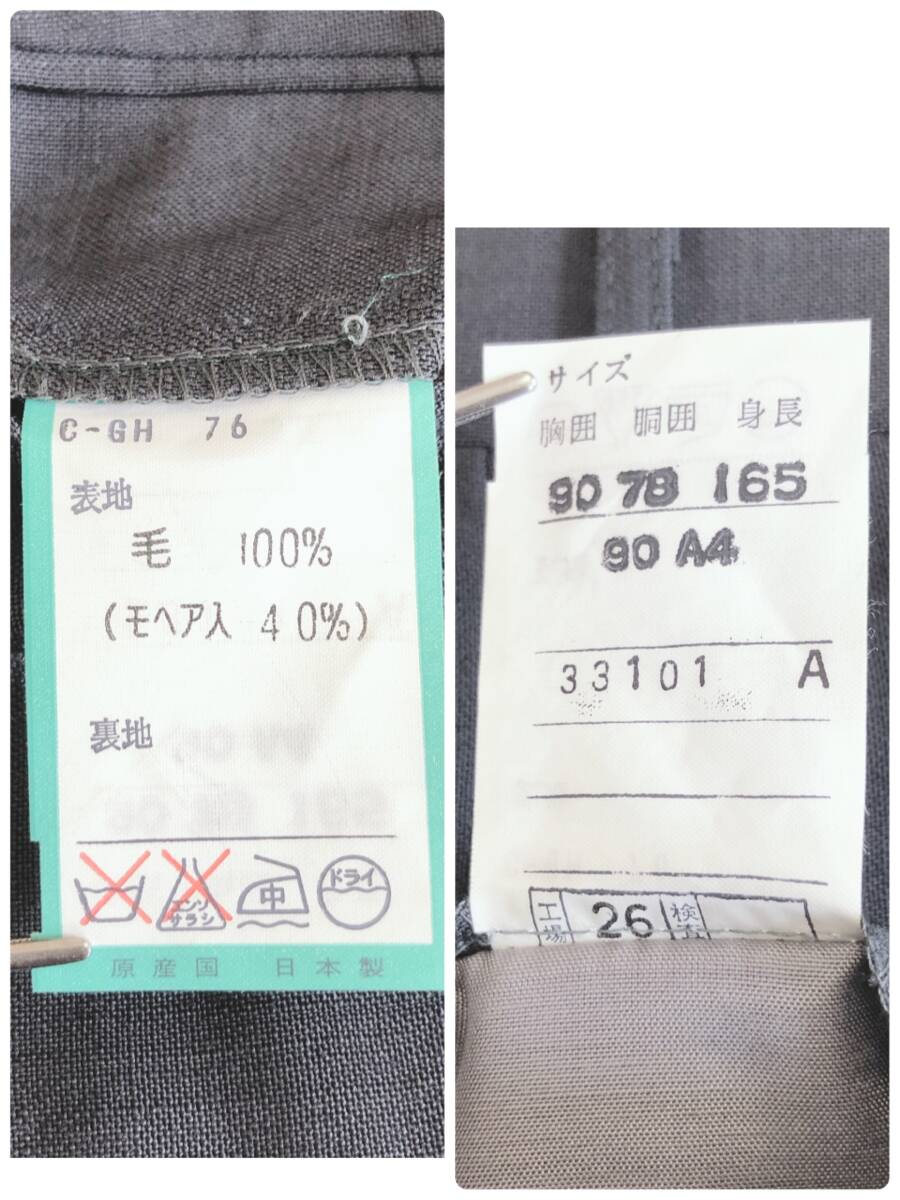 C-GH 76
表地
毛 100%
(モヘア入 40%)
裏地
エンソ
サラシ
中
ドライ
原産国 日本製
サイズ
胸囲 胴囲 身長
90 78 165
90 A4
33101 A
工場 26 検査